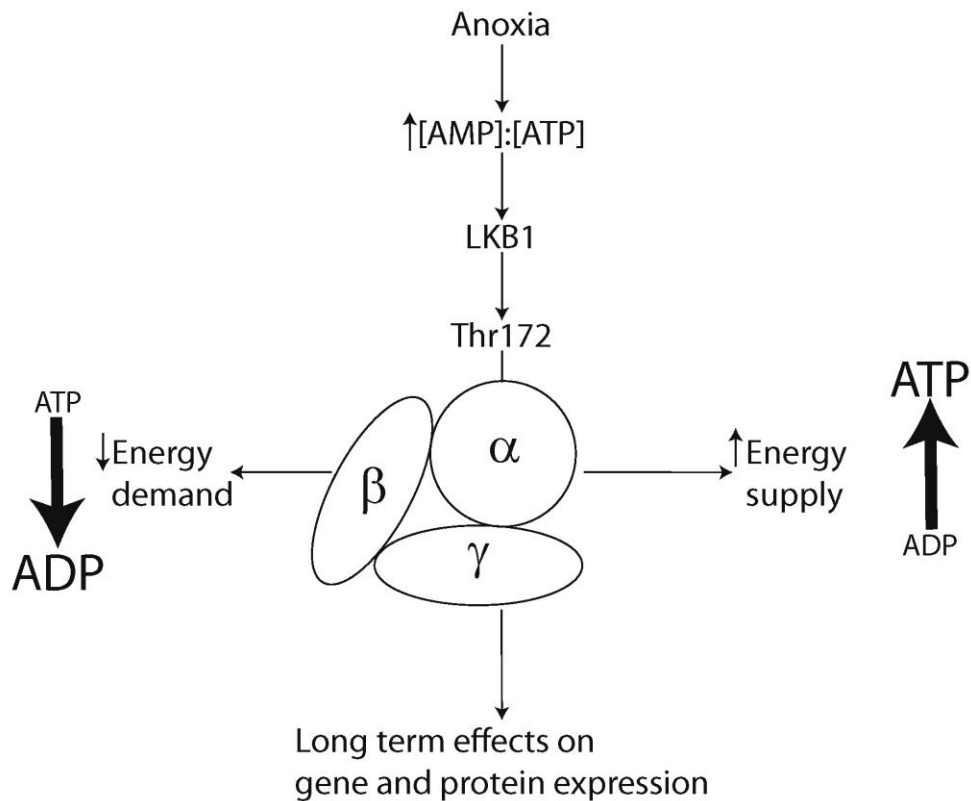 Anoxia
↑[AMP]:[ATP]
LKB1
Thr172
ATP
↓Energy
demand
ADP
α
β
γ
↑Energy
supply
ATP
ADP
Long term effects on
gene and protein expression